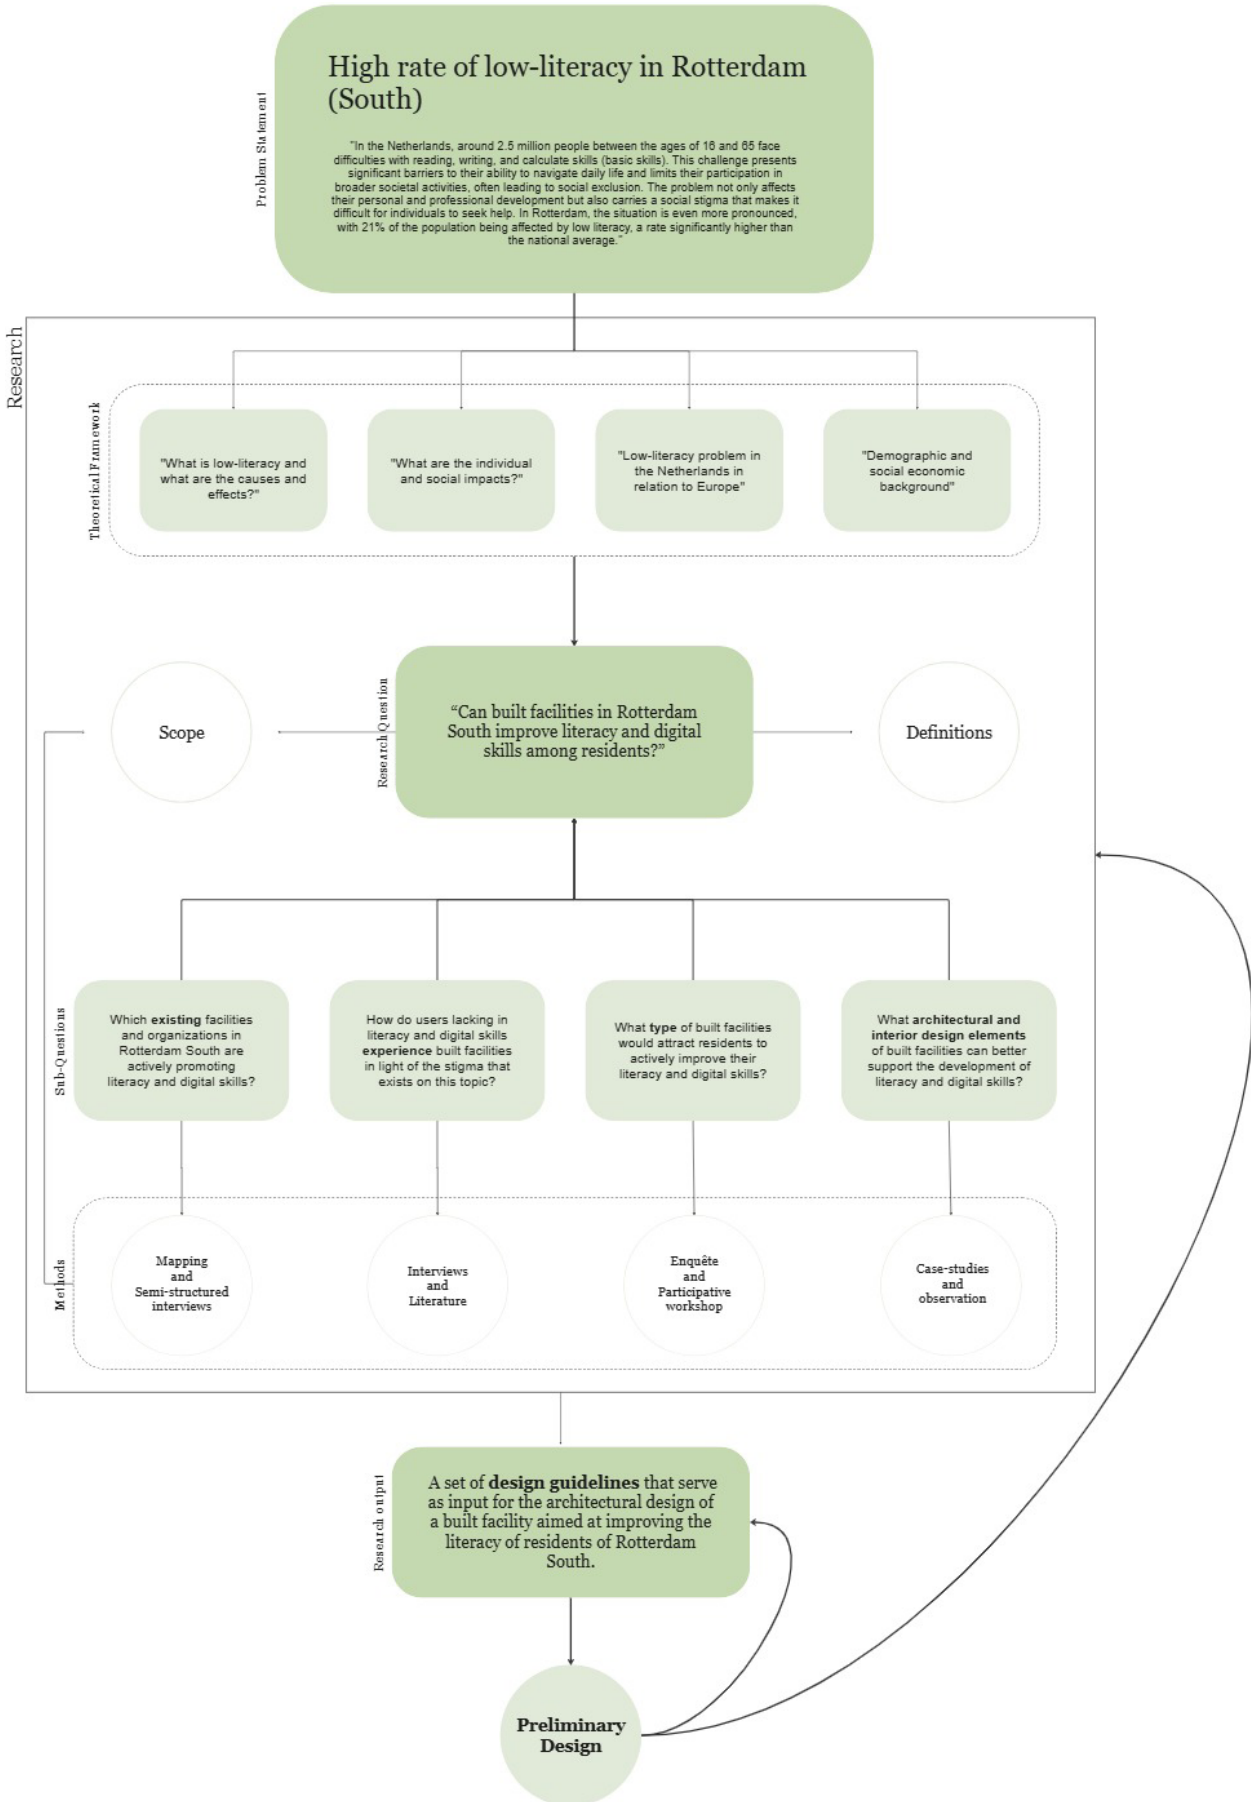 High rate of low-literacy in Rotterdam
(South)
Problem Statement
"In the Netherlands, around 2.5 million people between the ages of 16 and 65 face
difficulties with reading, writing, and calculate skills (basic skills). This challenge presents
significant barriers to their ability to navigate daily life and limits their participation in
broader societal activities, often leading to social exclusion. The problem not only affects
their personal and professional development but also carries a social stigma that makes it
difficult for individuals to seek help. In Rotterdam, the situation is even more pronounced,
with 21% of the population being affected by low literacy, a rate significantly higher than
the national average."
Research
Theoretical Framework
"What is low-literacy and
what are the causes and
effects?"
"What are the individual
and social impacts?"
"Low-literacy problem in
the Netherlands in
relation to Europe"
"Demographic and
social economic
background"
Scope
Research Question
“Can built facilities in Rotterdam
South improve literacy and digital
skills among residents?”
Definitions
Sub-Questions
Which existing facilities
and organizations in
Rotterdam South are
actively promoting
literacy and digital skills?
How do users lacking in
literacy and digital skills
experience built facilities
in light of the stigma that
exists on this topic?
What type of built facilities
would attract residents to
actively improve their
literacy and digital skills?
What architectural and
interior design elements
of built facilities can better
support the development of
literacy and digital skills?
Methods
Mapping
and
Semi-structured
interviews
Interviews
and
Literature
Enquête
and
Participative
workshop
Case-studies
and
observation
Research output
A set of design guidelines that serve
as input for the architectural design of
a built facility aimed at improving the
literacy of residents of Rotterdam
South.
Preliminary
Design